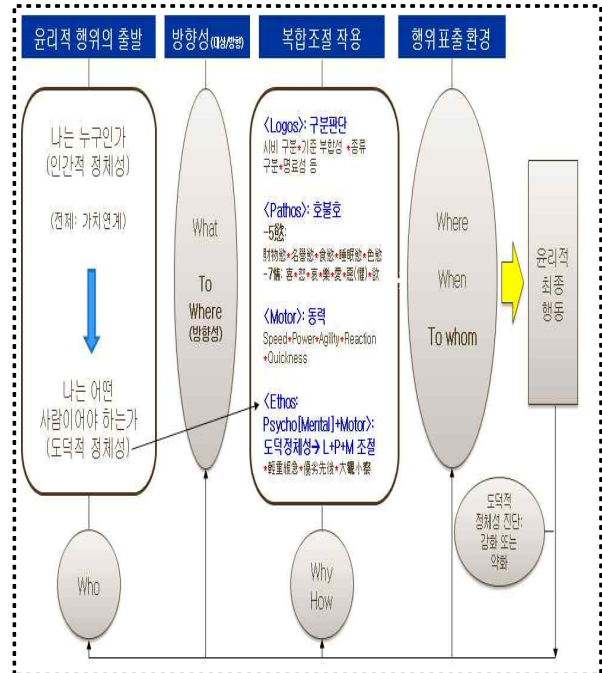 윤리적 행위의 출발
방향성(대상/방법)
복합조절 작용
행위표출 환경
나는 누구인가
(인간적 정체성)
(전제: 가치연계)
나는 어떤
사람이어야 하는가
(도덕적 정체성)
Who
What
To
Where
(방향성)
<Logos>: 구분판단
시비 구분*기준 부합성 *종류
구분*명료성 등
<Pathos>: 호불호
-5慾:
財物慾*名譽慾*食慾*睡眠慾*色慾
-7情: 喜*怒*哀*樂*愛*惡(懼)*欲
<Motor>: 동력
Speed*Power*Agility*Reaction
*Quickness
<Ethos:
Psycho[Mental]+Motor>:
도덕정체성→ L+P+M 조절
*輕重緩急*優劣先後*大觀小察
Why
How
Where
When
To whom
윤리적
최종
행동
도덕적
정체성 진단:
강화 또는
약화